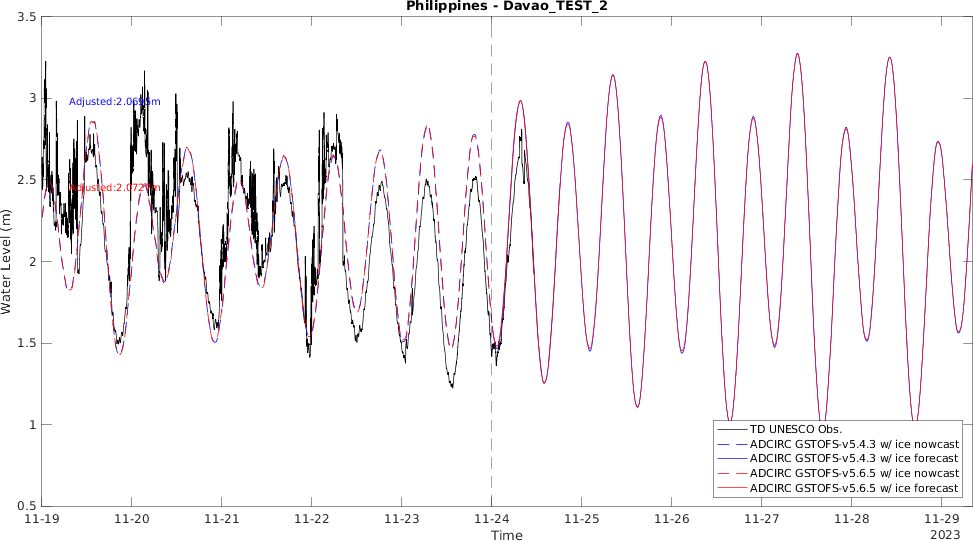 Philippines - Davao_TEST_2
Water Level (m)
3.5
3
2.5
2
1.5
1
0.5
Adjusted:2.0695m
Adjusted:2.0727m
TD UNESCO Obs.
ADCIRC GSTOFS-v5.4.3 w/ ice nowcast
ADCIRC GSTOFS-v5.4.3 w/ ice forecast
ADCIRC GSTOFS-v5.6.5 w/ ice nowcast
ADCIRC GSTOFS-v5.6.5 w/ ice forecast
11-19 11-20 11-21 11-22 11-23 11-24 11-25 11-26 11-27 11-28 11-29
Time
2023